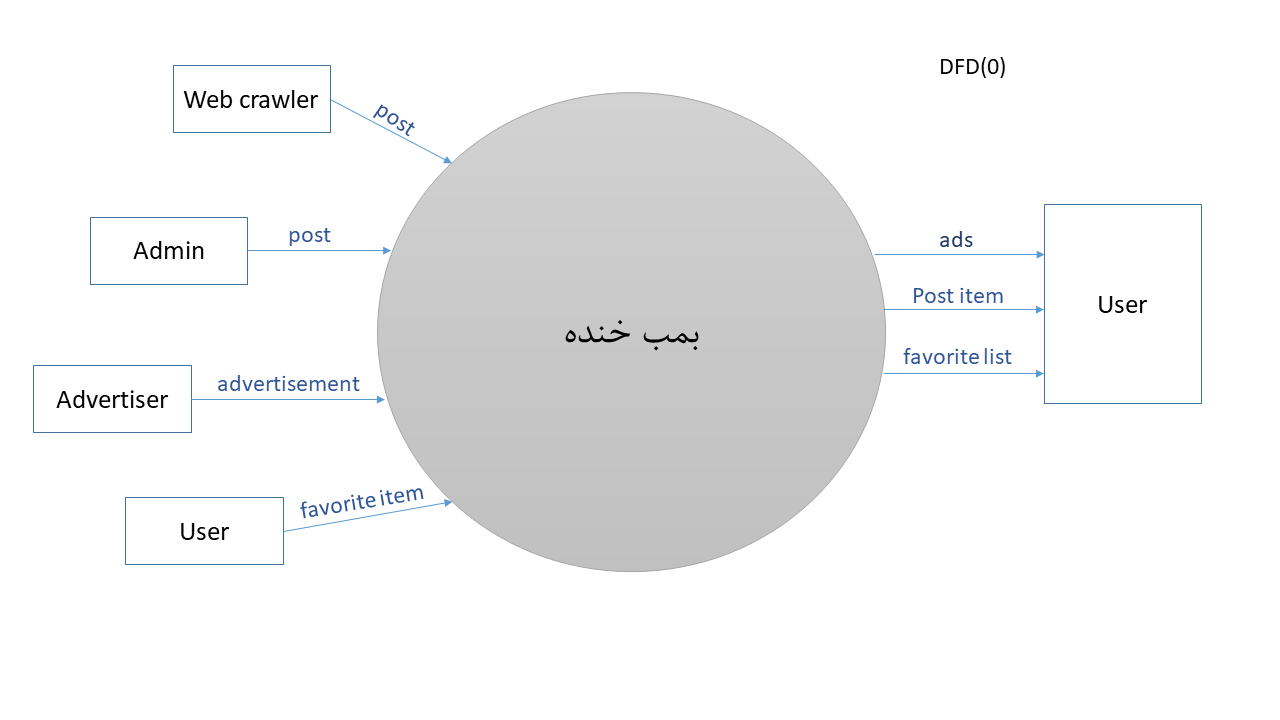 DFD(0)
Web crawler
post
Admin
post
Advertiser
advertisement
User
favorite item
بمب خنده
ads
Post item
favorite list
User